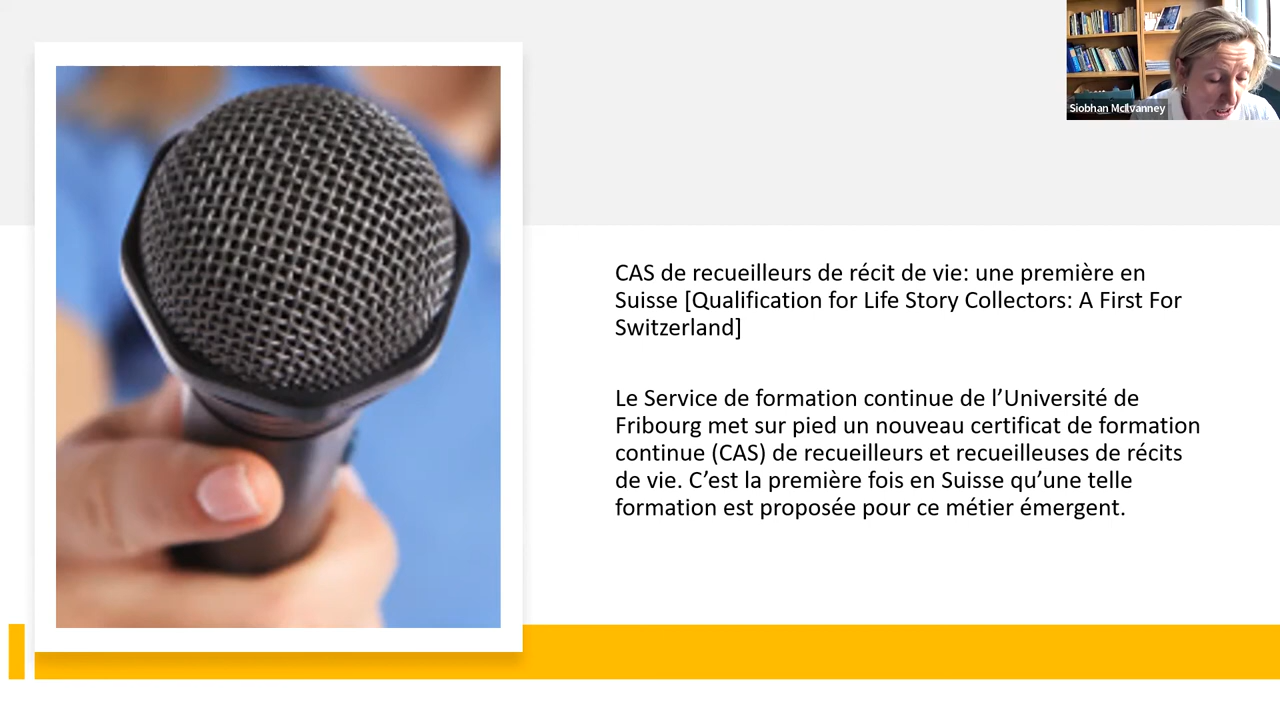 Siobhan McIlvanney
CAS de recueilleurs de récit de vie: une première en
Suisse [Qualification for Life Story Collectors: A First For
Switzerland]
Le Service de formation continue de l’Université de
Fribourg met sur pied un nouveau certificat de formation
continue (CAS) de recueilleurs et recueilleuses de récits
de vie. C’est la première fois en Suisse qu’une telle
formation est proposée pour ce métier émergent.